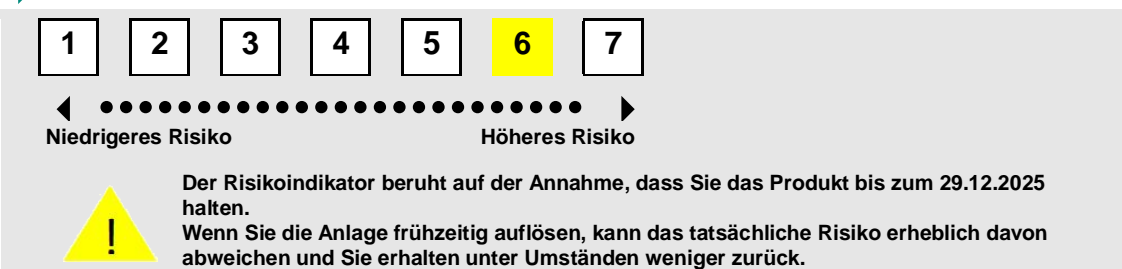 1 2 3 4 5 6 7
Niedrigeres Risiko Höheres Risiko
! Der Risikoindikator beruht auf der Annahme, dass Sie das Produkt bis zum 29.12.2025
halten.
Wenn Sie die Anlage frühzeitig auflösen, kann das tatsächliche Risiko erheblich davon
abweichen und Sie erhalten unter Umständen weniger zurück.